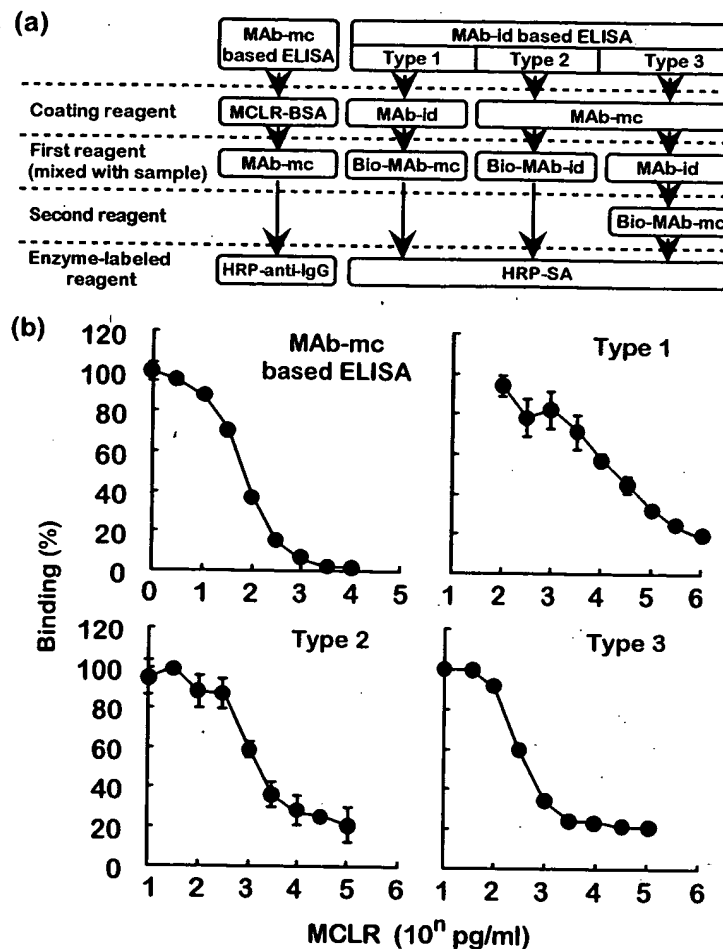 (a)
MAb-mc
based ELISA
MAb-id based ELISA
Type 1 Type 2 Type 3
Coating reagent MCLR-BSA MAb-id MAb-mc
First reagent
(mixed with sample)
MAb-mc Bio-MAb-mc Bio-MAb-id MAb-id
Second reagent Bio-MAb-mc
Enzyme-labeled
reagent
HRP-anti-IgG HRP-SA
(b)
120
100
80
60
40
20
0
MAb-mc
based ELISA
0 1 2 3 4 5
Type 1
1 2 3 4 5 6
Binding (%)
120
100
80
60
40
20
0
Type 2
1 2 3 4 5 6
Type 3
1 2 3 4 5 6
MCLR (10ⁿ pg/ml)